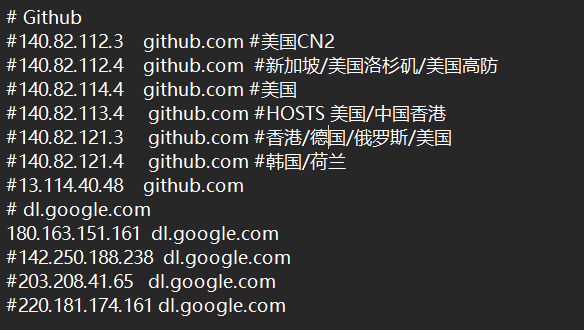 # Github
#140.82.112.3    github.com #美国CN2
#140.82.112.4    github.com  #新加坡/美国洛杉矶/美国高防
#140.82.114.4    github.com #美国
#140.82.113.4     github.com #HOSTS 美国/中国香港
#140.82.121.3     github.com #香港/德国/俄罗斯/美国
#140.82.121.4     github.com #韩国/荷兰
#13.114.40.48    github.com
# dl.google.com
180.163.151.161  dl.google.com
#142.250.188.238  dl.google.com
#203.208.41.65   dl.google.com
#220.181.174.161 dl.google.com